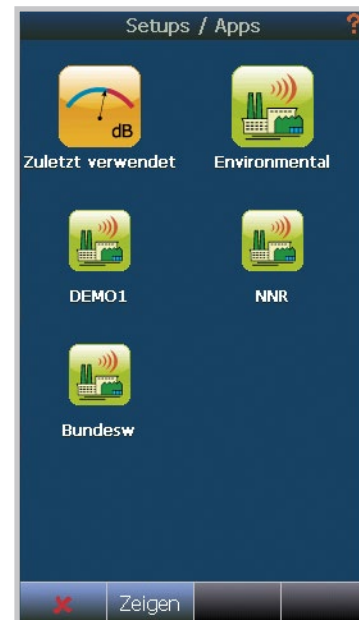 Setups / Apps ?
dB
Zuletzt verwendet
Environmental
DEMO1
NNR
Bundesw
Zeigen